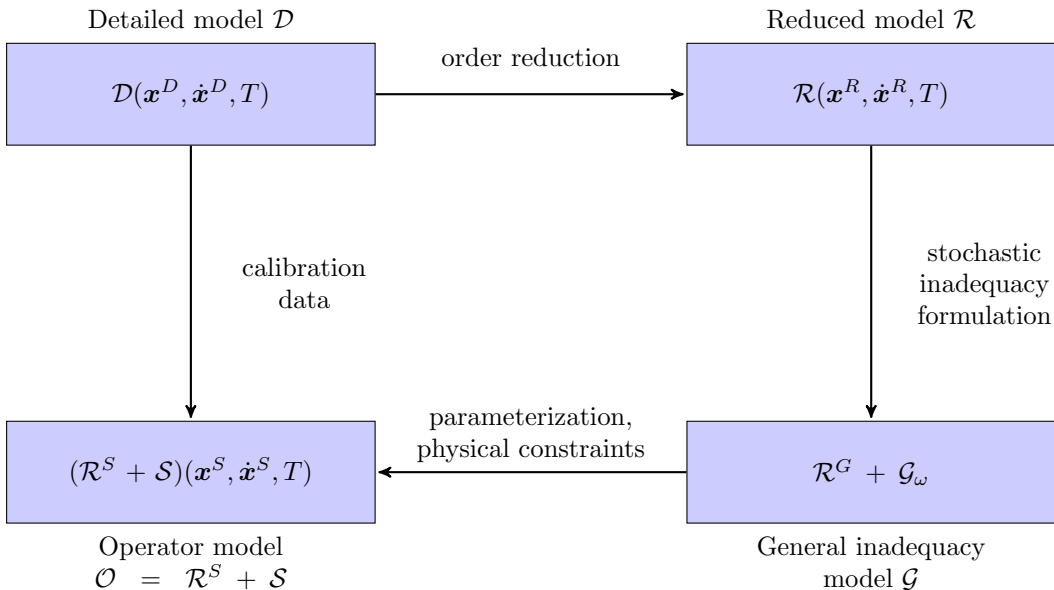 Detailed model 𝒟
Reduced model ℛ
𝒟(𝒙^D, 𝒙̇^D, T)
order reduction
ℛ(𝒙^R, 𝒙̇^R, T)
calibration
data
stochastic
inadequacy
formulation
(ℛ^S + 𝒮)(𝒙^S, 𝒙̇^S, T)
parameterization,
physical constraints
ℛ^G + 𝒢_ω
Operator model
𝒪 = ℛ^S + 𝒮
General inadequacy
model 𝒢